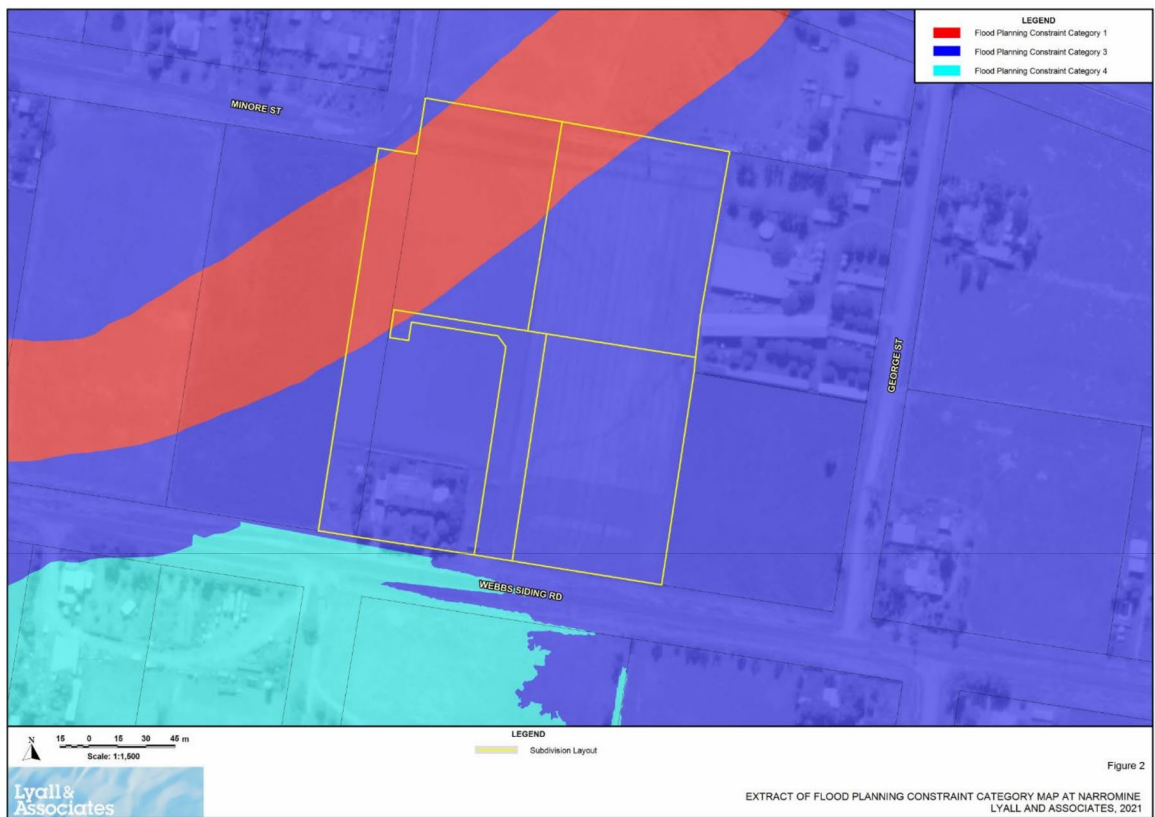 LEGEND
Flood Planning Constraint Category 1
Flood Planning Constraint Category 3
Flood Planning Constraint Category 4
MINORE ST
GEORGE ST
WEBBS SIDING RD
N
15 0 15 30 45 m
Scale: 1:1,500
LEGEND
Subdivision Layout
Figure 2
Lyall &
Associates
EXTRACT OF FLOOD PLANNING CONSTRAINT CATEGORY MAP AT NARROMINE
LYALL AND ASSOCIATES, 2021